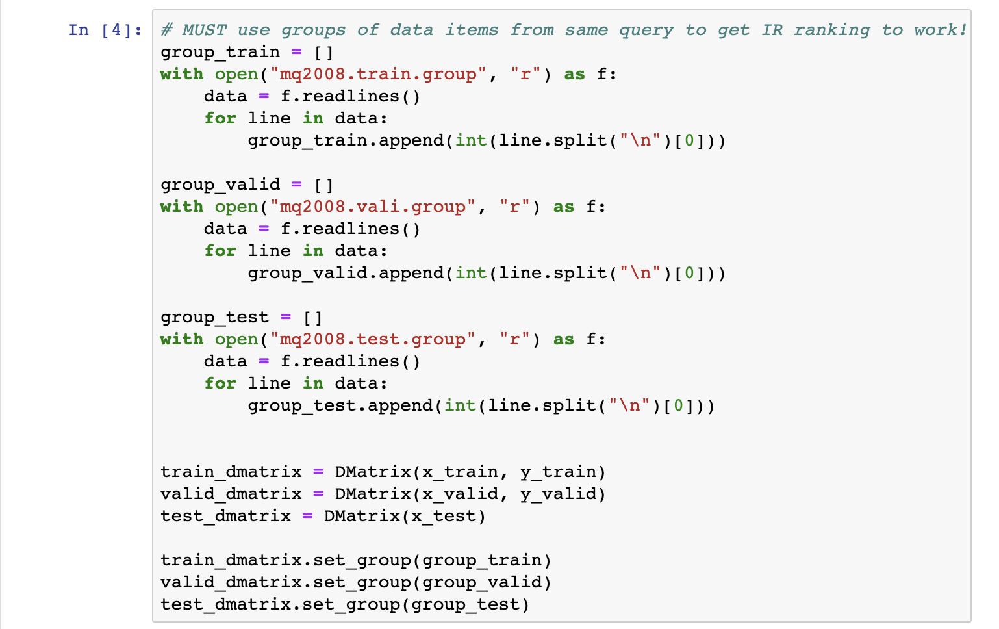 In [4]: # MUST use groups of data items from same query to get IR ranking to work!
group_train = []
with open("mq2008.train.group", "r") as f:
    data = f.readlines()
    for line in data:
        group_train.append(int(line.split("\n")[0]))

group_valid = []
with open("mq2008.vali.group", "r") as f:
    data = f.readlines()
    for line in data:
        group_valid.append(int(line.split("\n")[0]))

group_test = []
with open("mq2008.test.group", "r") as f:
    data = f.readlines()
    for line in data:
        group_test.append(int(line.split("\n")[0]))


train_dmatrix = DMatrix(x_train, y_train)
valid_dmatrix = DMatrix(x_valid, y_valid)
test_dmatrix = DMatrix(x_test)

train_dmatrix.set_group(group_train)
valid_dmatrix.set_group(group_valid)
test_dmatrix.set_group(group_test)